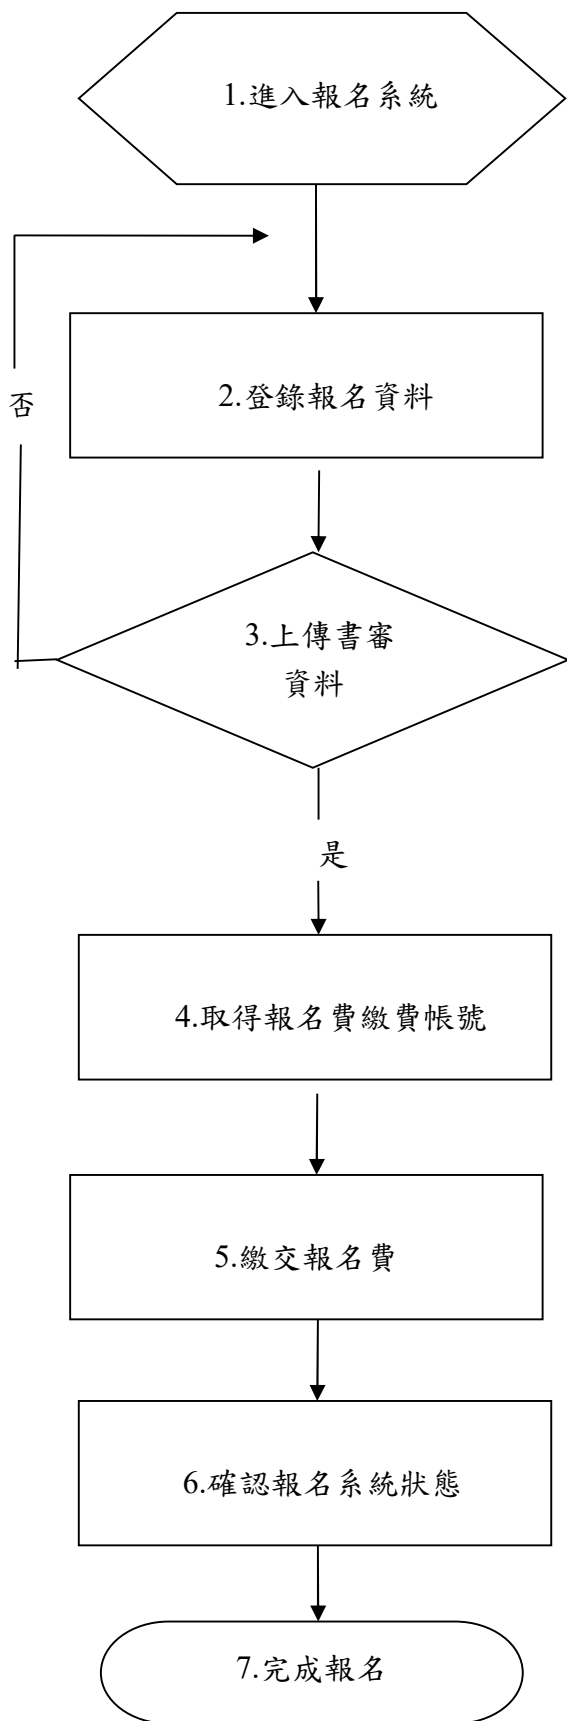 1.進入報名系統
2.登錄報名資料
否
3.上傳書審
資料
是
4.取得報名費繳費帳號
5.繳交報名費
6.確認報名系統狀態
7.完成報名